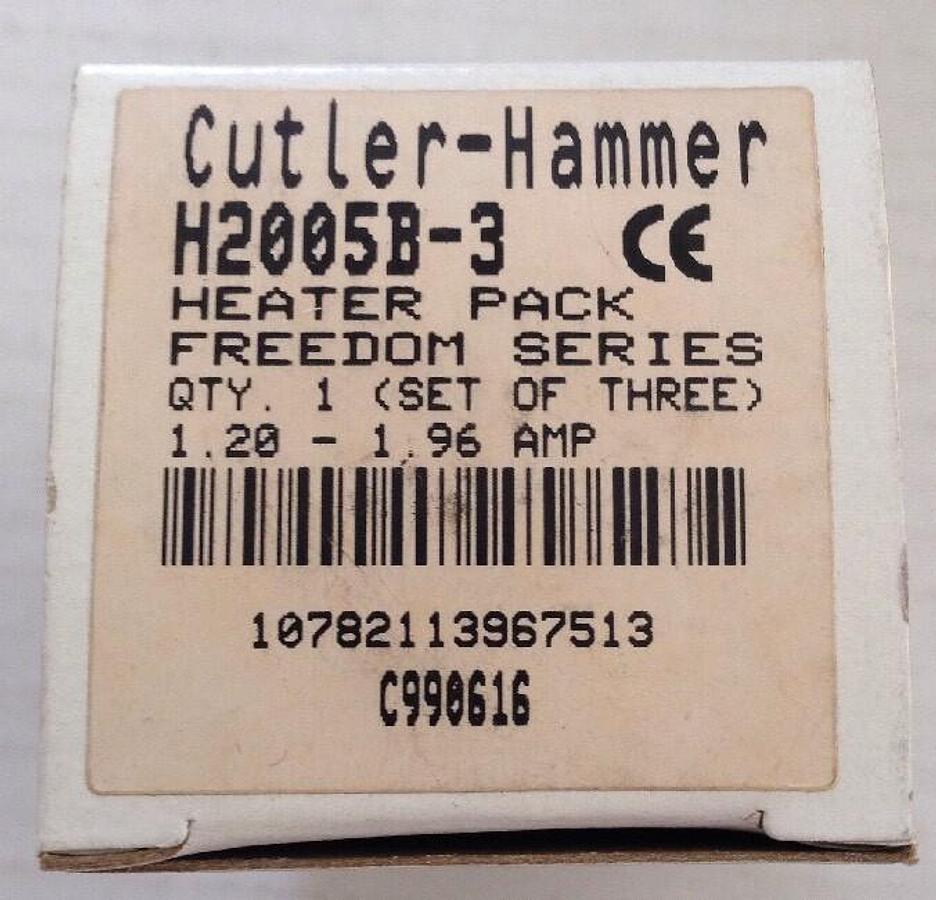 Cutler-Hammer
H2005B-3 CE
HEATER PACK
FREEDOM SERIES
QTY. 1 (SET OF THREE)
1.20 - 1.96 AMP
10782113967513
C990616